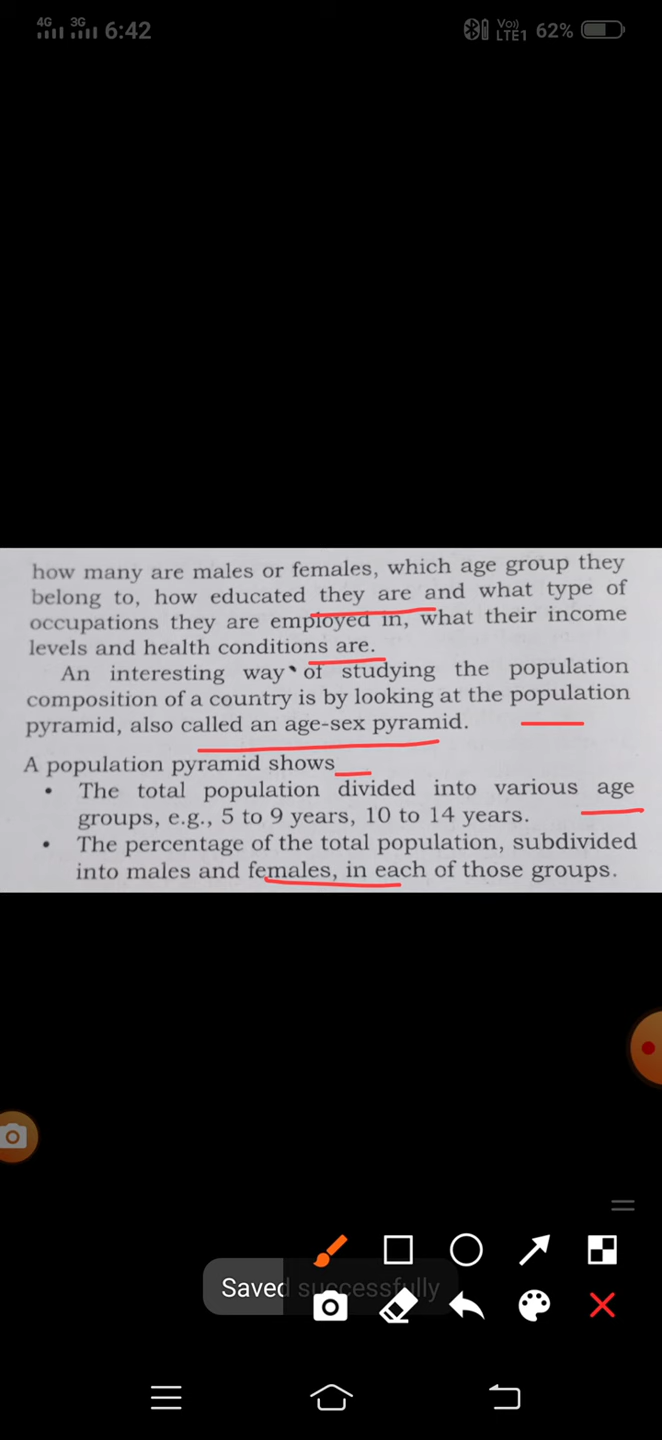 4G 3G 6:42 Vo)) LTE1 62%
how many are males or females, which age group they
belong to, how educated they are and what type of
occupations they are employed in, what their income
levels and health conditions are.
An interesting way of studying the population
composition of a country is by looking at the population
pyramid, also called an age-sex pyramid.
A population pyramid shows
• The total population divided into various age
groups, e.g., 5 to 9 years, 10 to 14 years.
• The percentage of the total population, subdivided
into males and females, in each of those groups.
Saved successfully